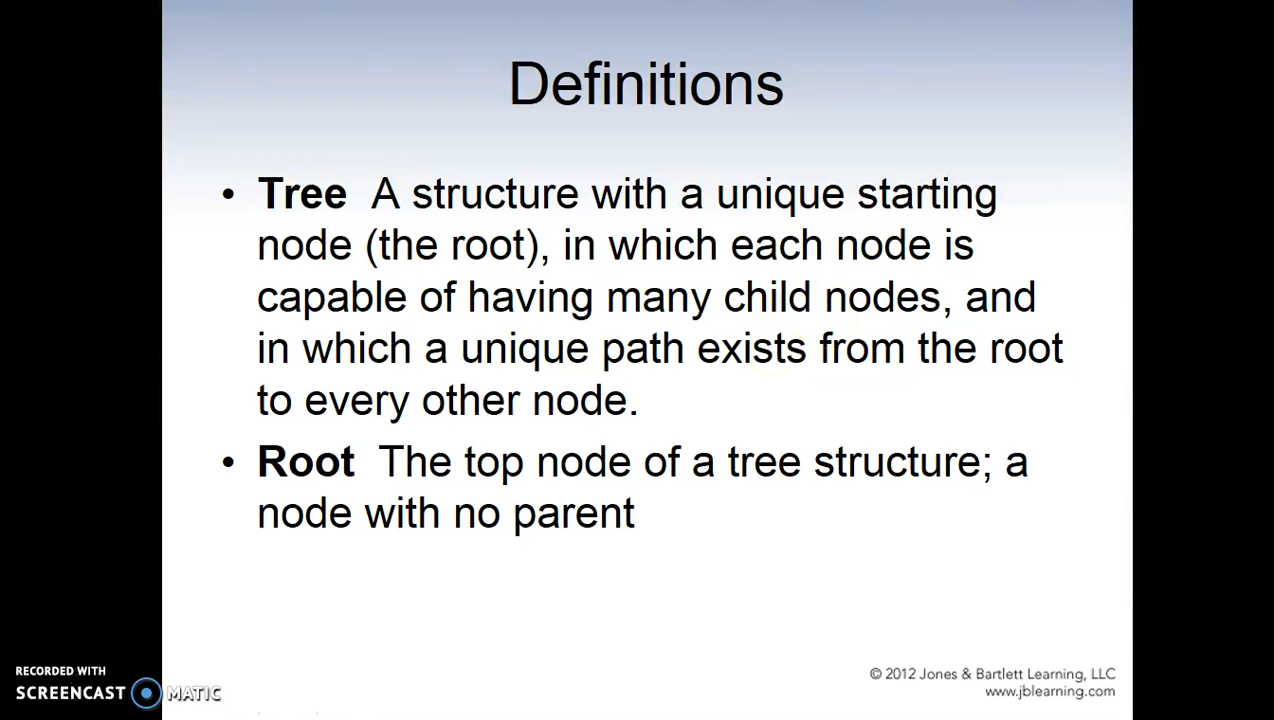 Definitions
• Tree A structure with a unique starting
node (the root), in which each node is
capable of having many child nodes, and
in which a unique path exists from the root
to every other node.
• Root The top node of a tree structure; a
node with no parent
© 2012 Jones & Bartlett Learning, LLC
www.jblearning.com
RECORDED WITH
SCREENCAST MATIC